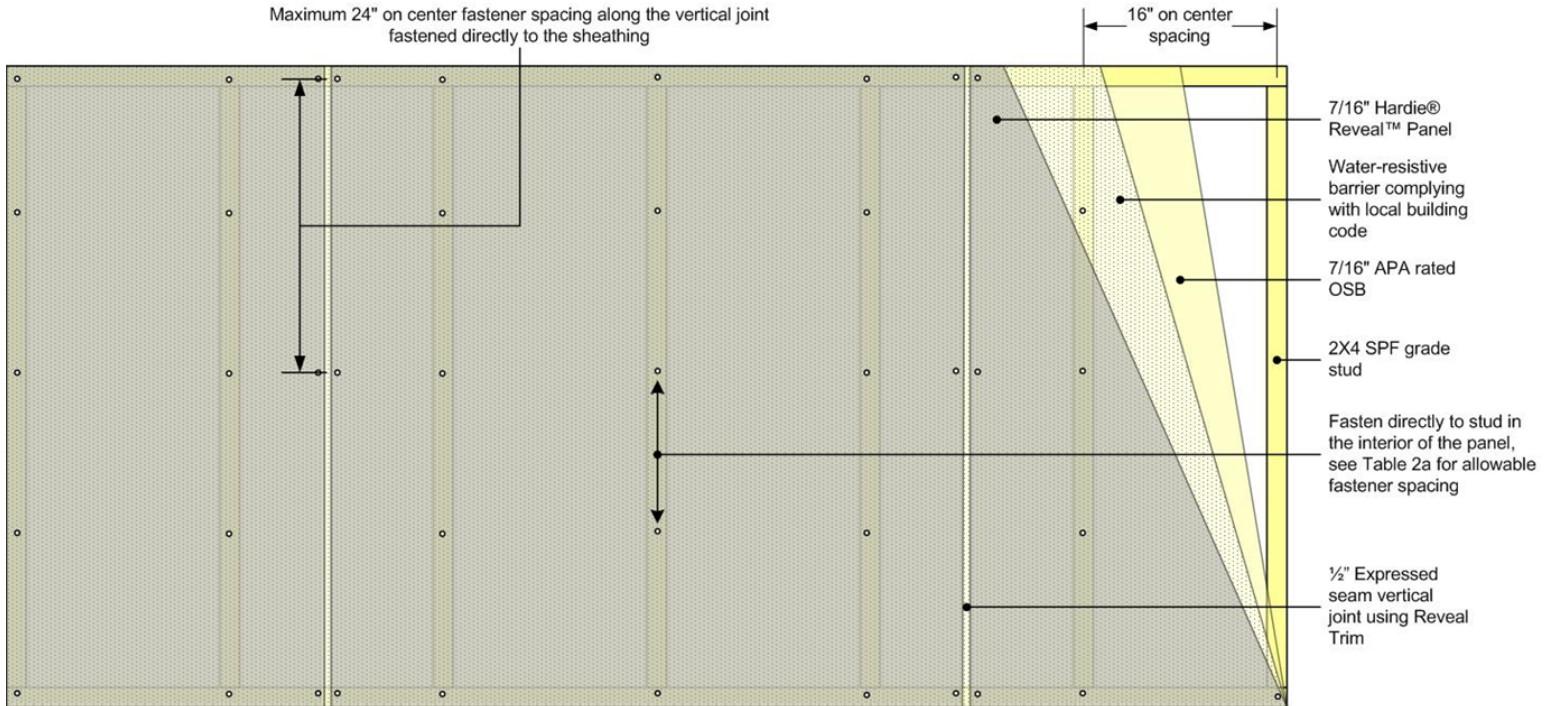 Maximum 24" on center fastener spacing along the vertical joint
fastened directly to the sheathing
16" on center
spacing
7/16" Hardie®
Reveal™ Panel
Water-resistive
barrier complying
with local building
code
7/16" APA rated
OSB
2X4 SPF grade
stud
Fasten directly to stud in
the interior of the panel,
see Table 2a for allowable
fastener spacing
½" Expressed
seam vertical
joint using Reveal
Trim